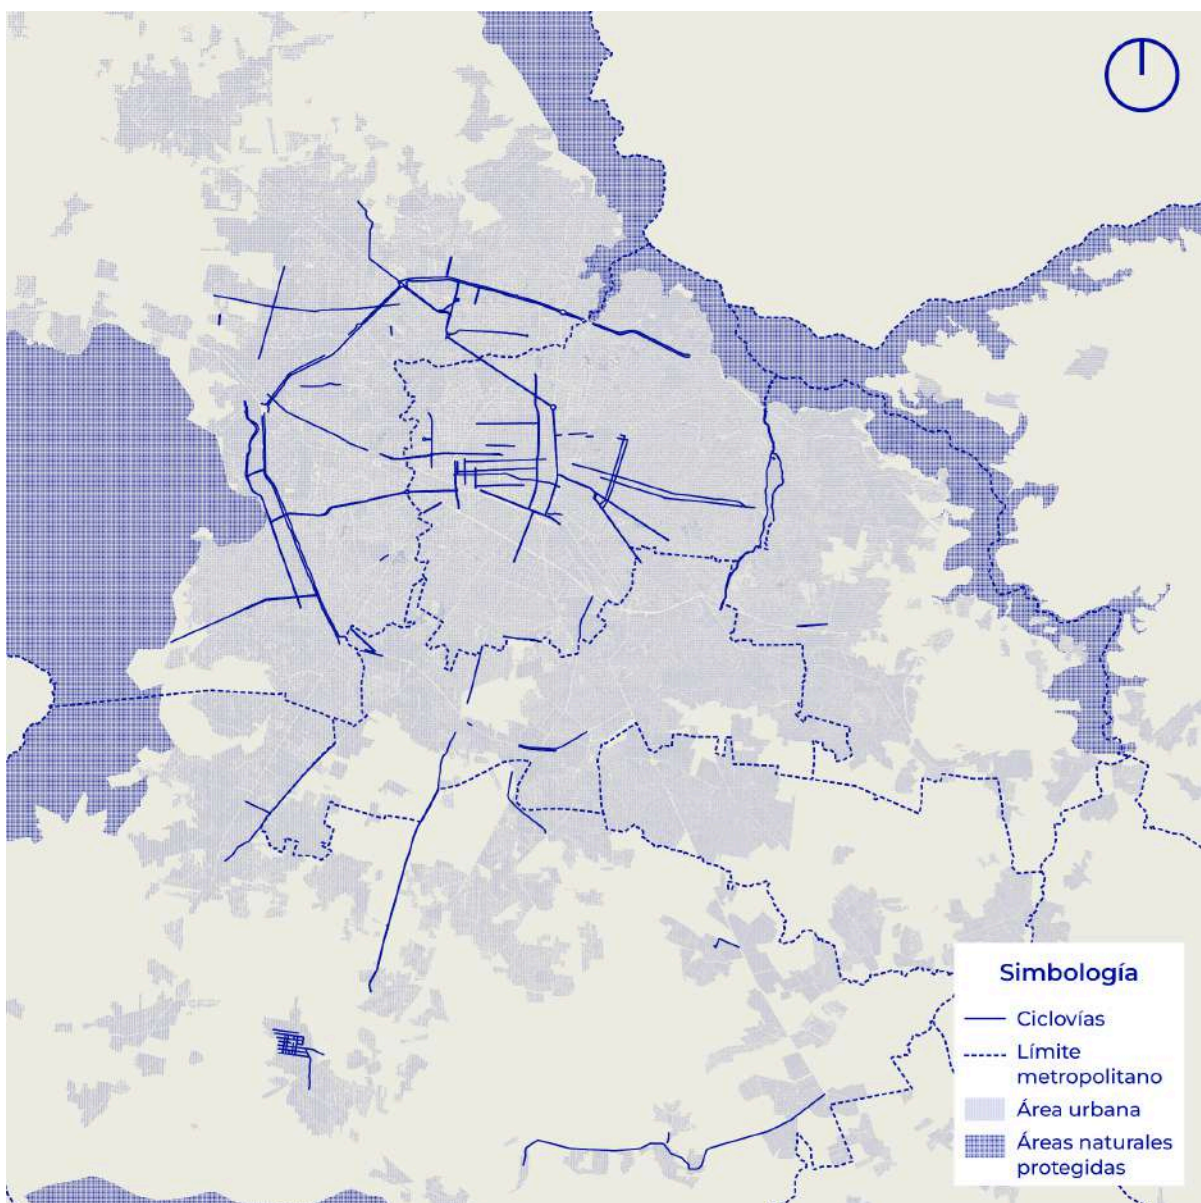 Simbología
Ciclovías
Límite
metropolitano
Área urbana
Áreas naturales
protegidas